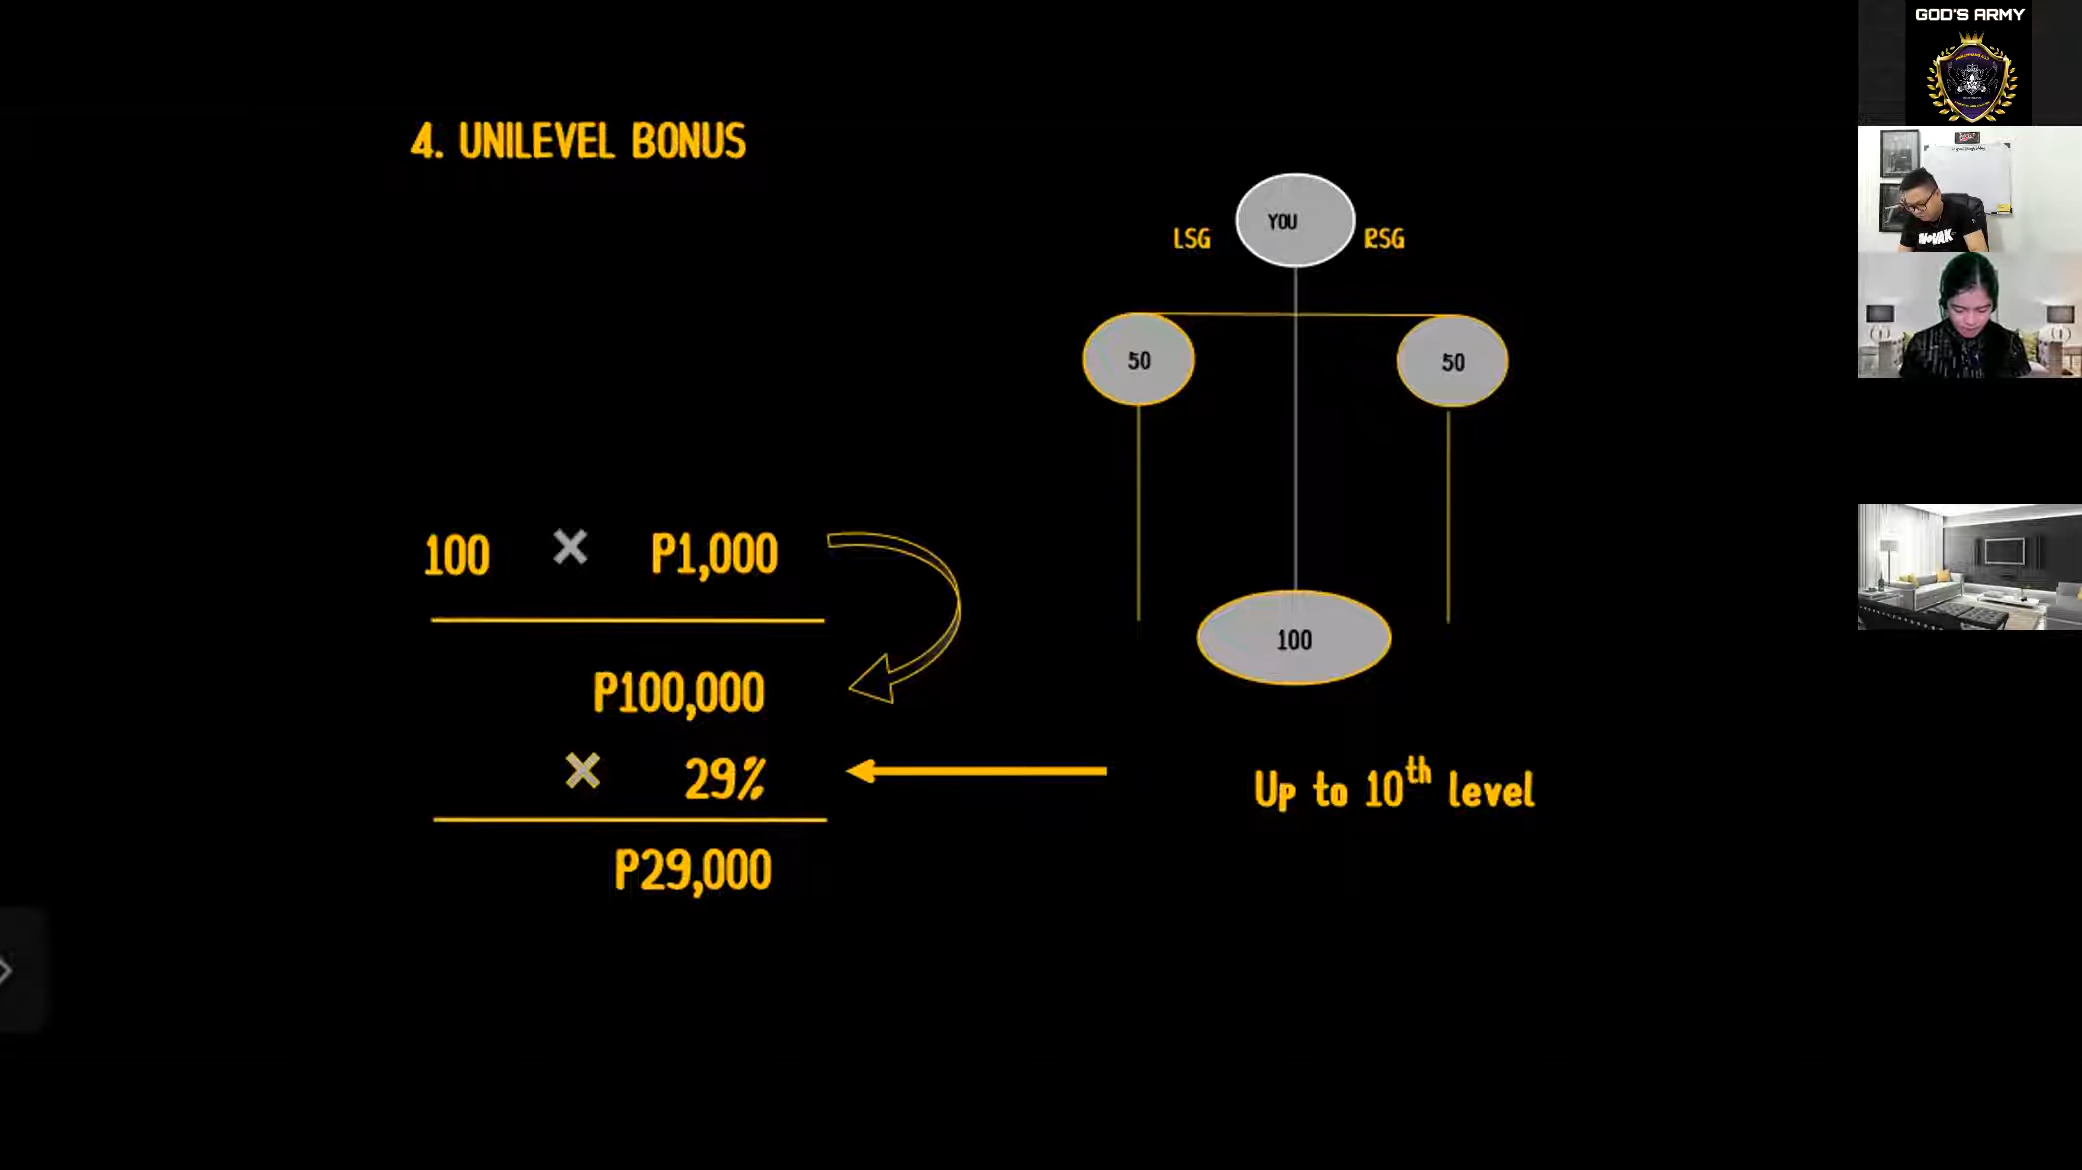 GOD'S ARMY
4. UNILEVEL BONUS
YOU
LSG
RSG
50
50
100 × P1,000
100
P100,000
× 29%
Up to 10th level
P29,000
NOVAK